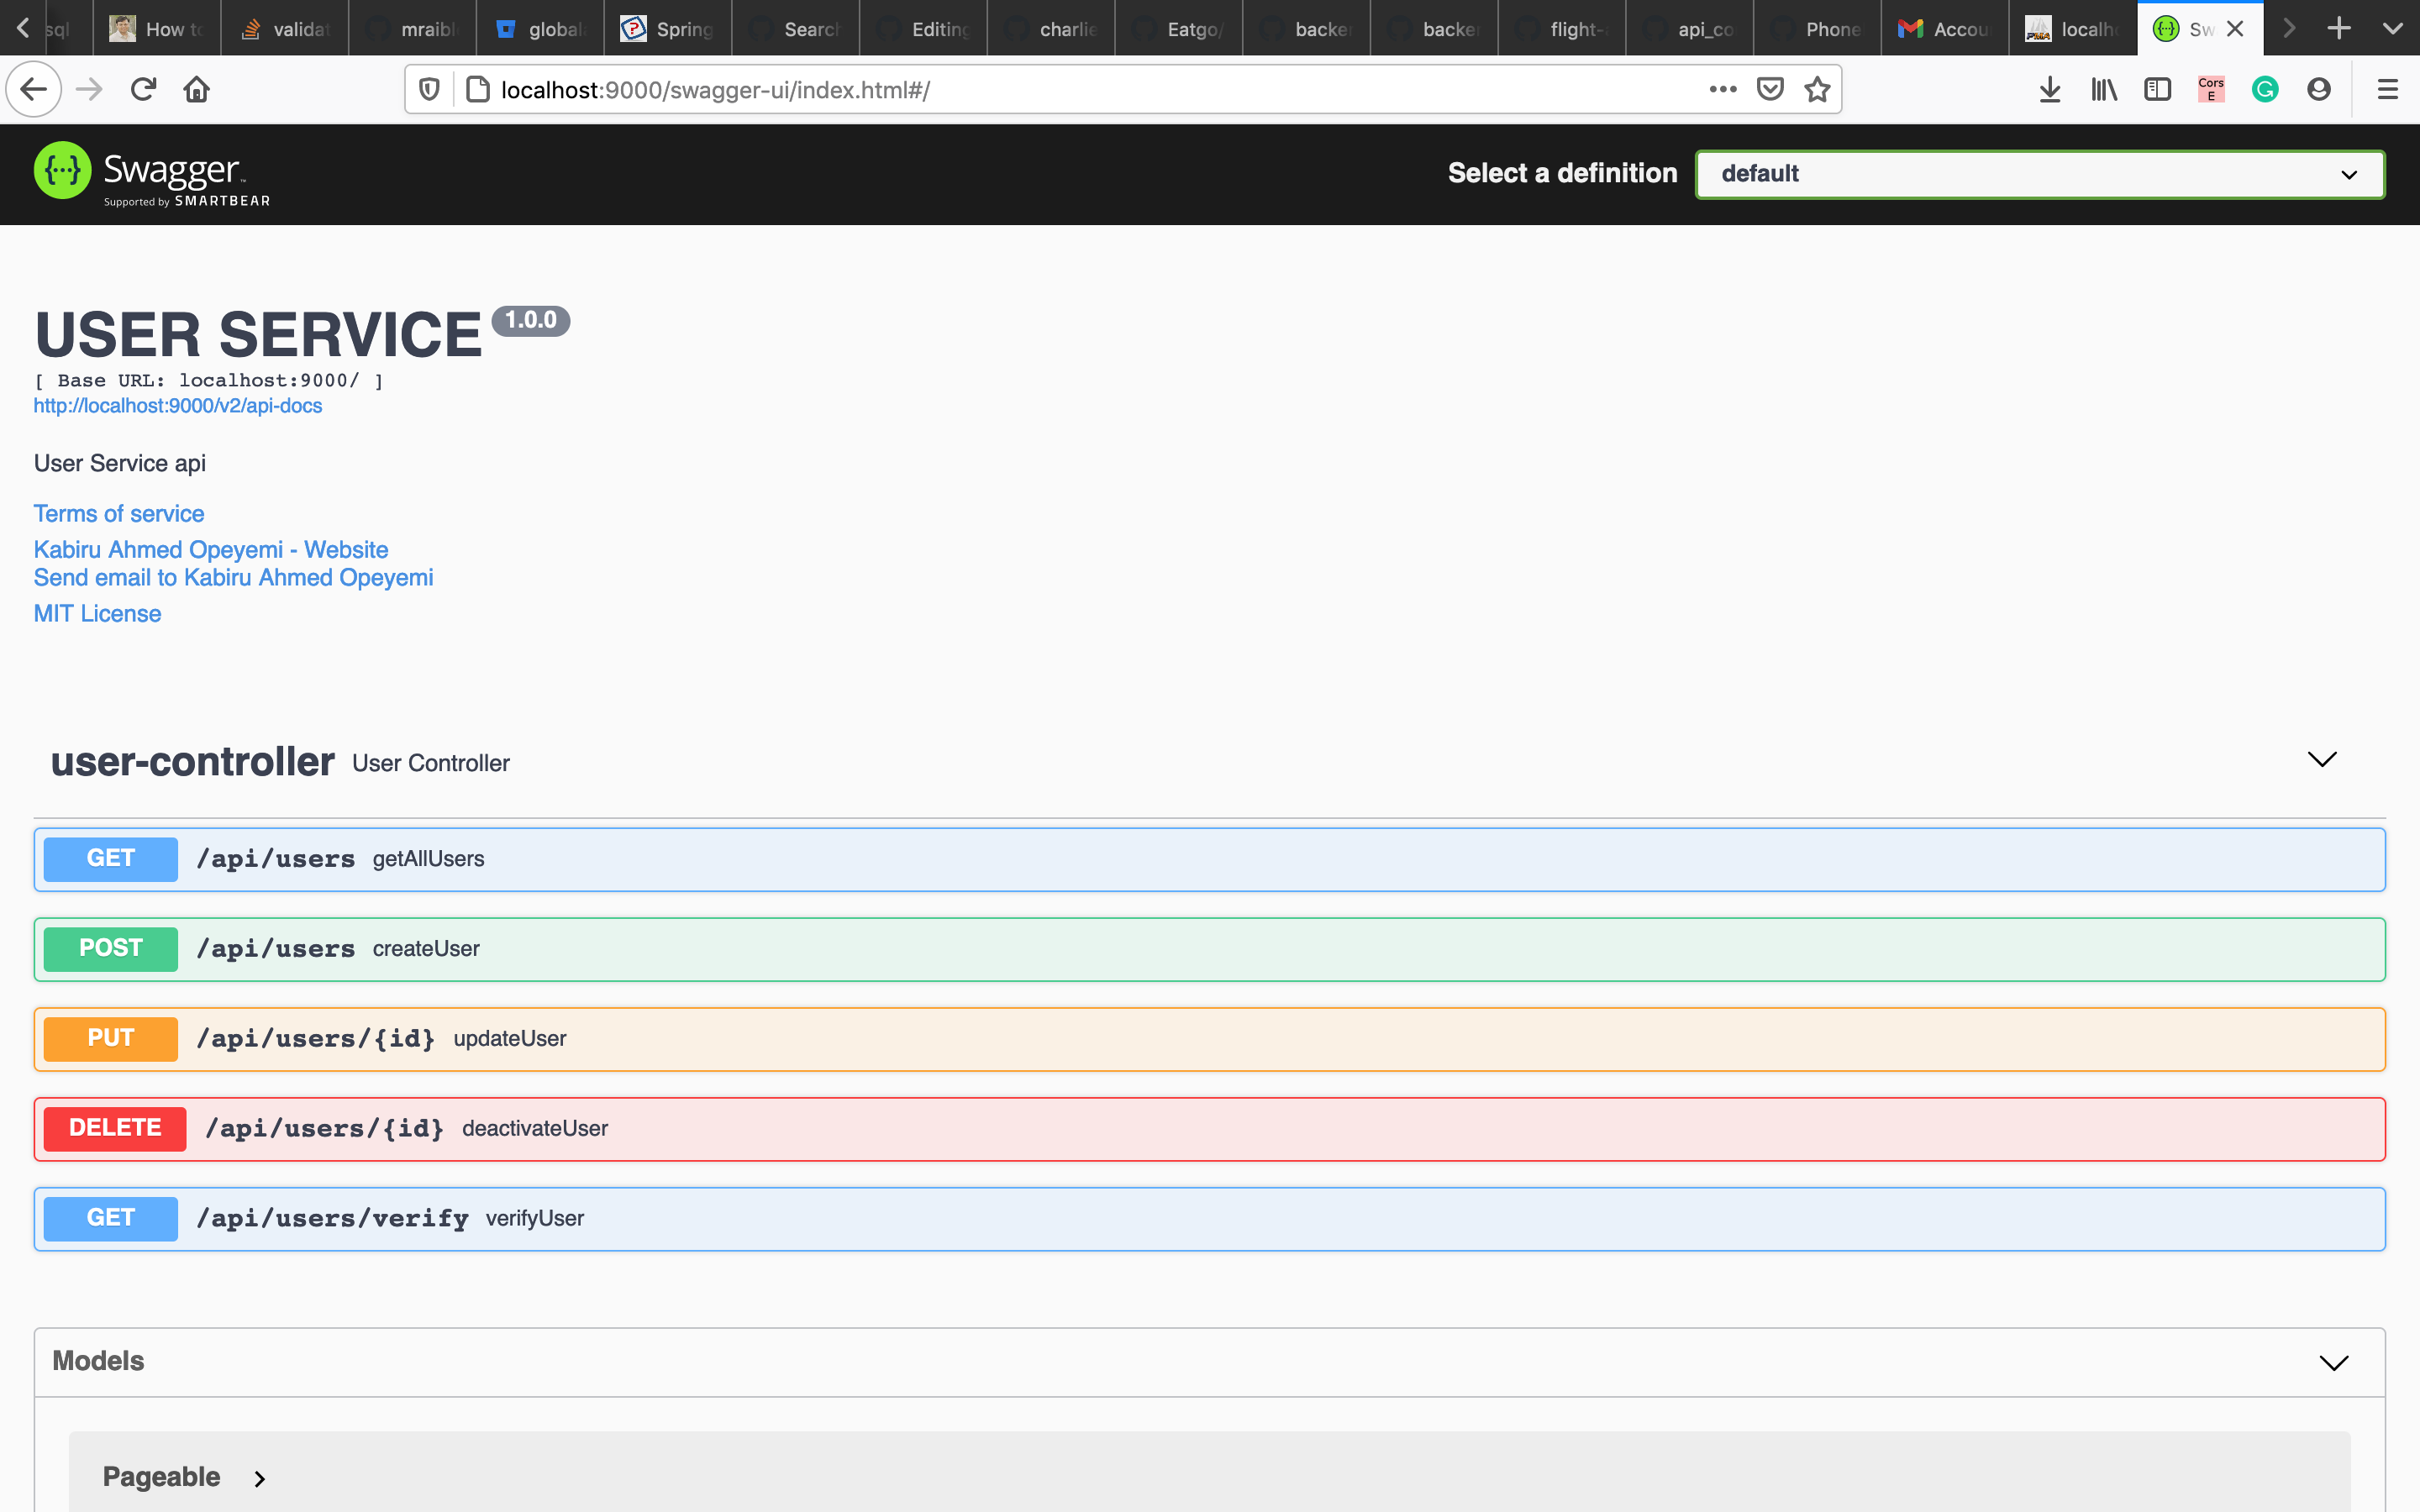 sql How to validat mraibl global Spring Search Editing charlie Eatgo/ backe backe flight- api_co Phone Accou localh Sw
localhost:9000/swagger-ui/index.html#/
Cors
E
Swagger™
Supported by SMARTBEAR
Select a definition default
USER SERVICE 1.0.0
[ Base URL: localhost:9000/ ]
http://localhost:9000/v2/api-docs
User Service api
Terms of service
Kabiru Ahmed Opeyemi - Website
Send email to Kabiru Ahmed Opeyemi
MIT License
user-controller User Controller
GET /api/users getAllUsers
POST /api/users createUser
PUT /api/users/{id} updateUser
DELETE /api/users/{id} deactivateUser
GET /api/users/verify verifyUser
Models
Pageable